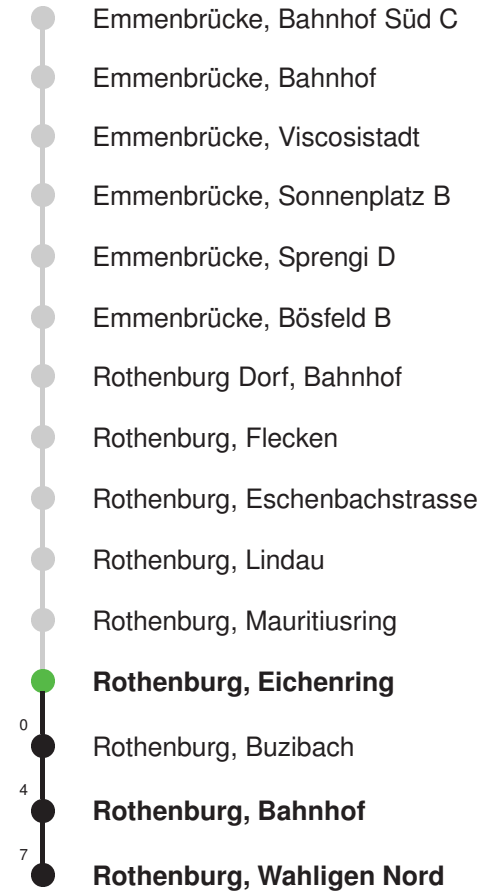 Emmenbrücke, Bahnhof Süd C
Emmenbrücke, Bahnhof
Emmenbrücke, Viscosistadt
Emmenbrücke, Sonnenplatz B
Emmenbrücke, Sprengi D
Emmenbrücke, Bösfeld B
Rothenburg Dorf, Bahnhof
Rothenburg, Flecken
Rothenburg, Eschenbachstrasse
Rothenburg, Lindau
Rothenburg, Mauritiusring
Rothenburg, Eichenring
0
Rothenburg, Buzibach
4
Rothenburg, Bahnhof
7
Rothenburg, Wahligen Nord